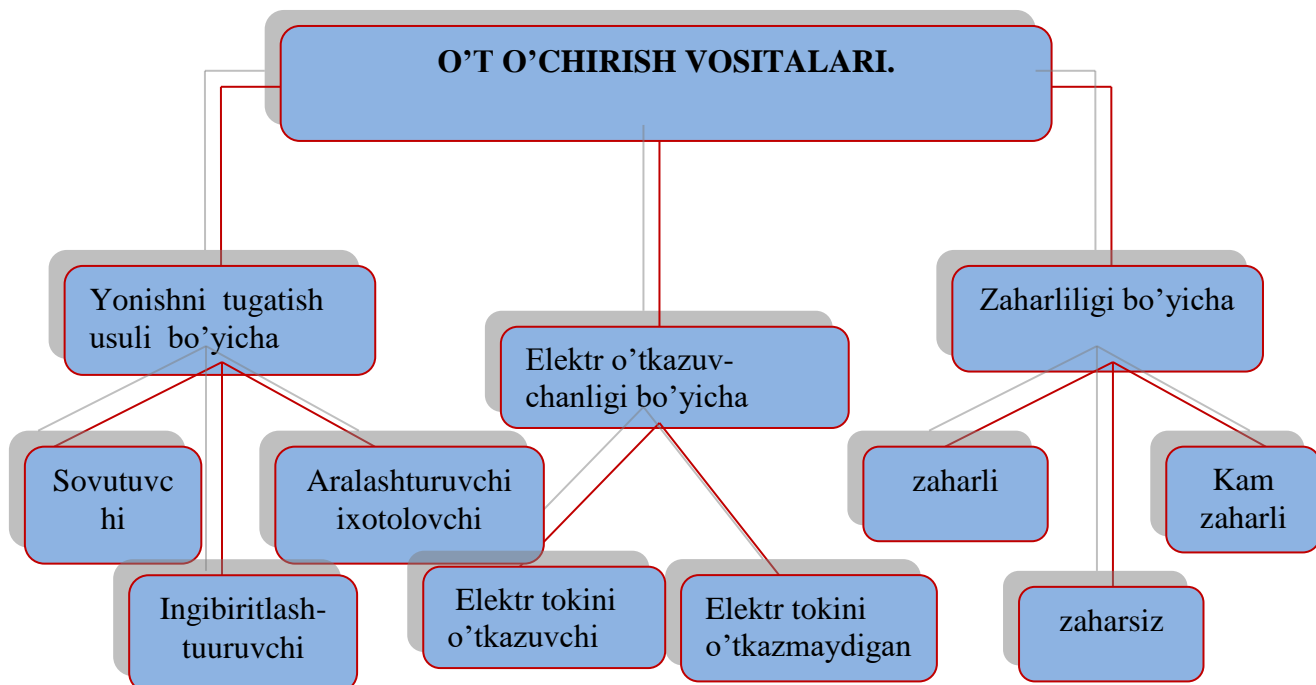 O’T O’CHIRISH VOSITALARI.
Yonishni tugatish
usuli bo’yicha
Elektr o’tkazuv-
chanligi bo’yicha
Zaharliligi bo’yicha
Sovutuvc
hi
Aralashturuvchi
ixotolovchi
Ingibiritlash-
tuuruvchi
Elektr tokini
o’tkazuvchi
Elektr tokini
o’tkazmaydigan
zaharli
Kam
zaharli
zaharsiz